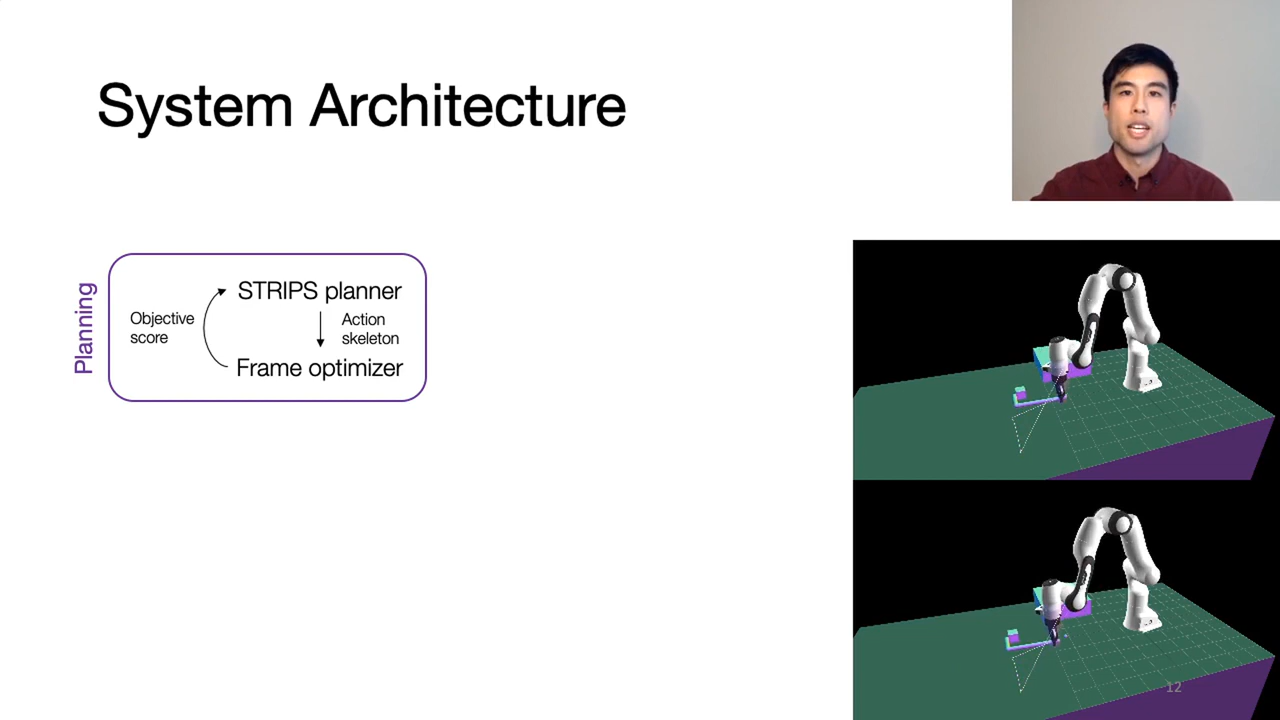 System Architecture
Planning
STRIPS planner
Objective
score
Action
skeleton
Frame optimizer
12